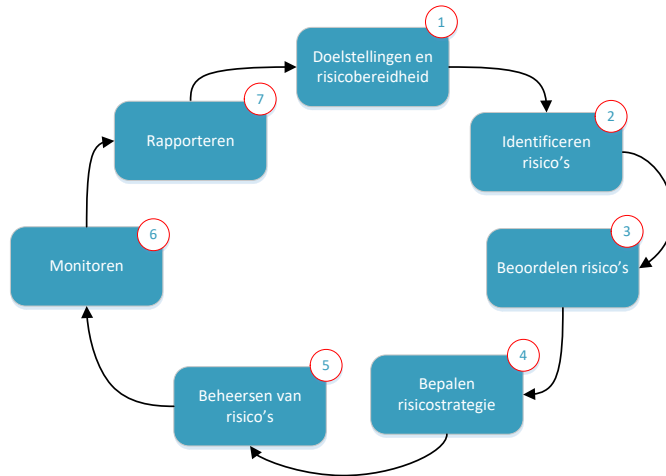 1
Doelstellingen en
risicobereidheid
2
Identificeren
risico's
3
Beoordelen risico's
4
Bepalen
risicostrategie
5
Beheersen van
risico's
6
Monitoren
7
Rapporteren